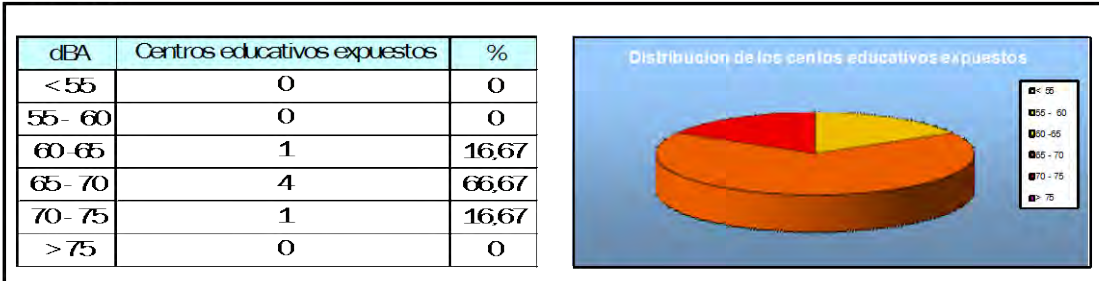 dBA Centros educativos expuestos %
< 55 0 0
55 - 60 0 0
60-65 1 16,67
65 - 70 4 66,67
70 - 75 1 16,67
> 75 0 0
Distribucion de los centos educativos expuestos
< 55
55 - 60
60 -65
65 - 70
70 - 75
> 75